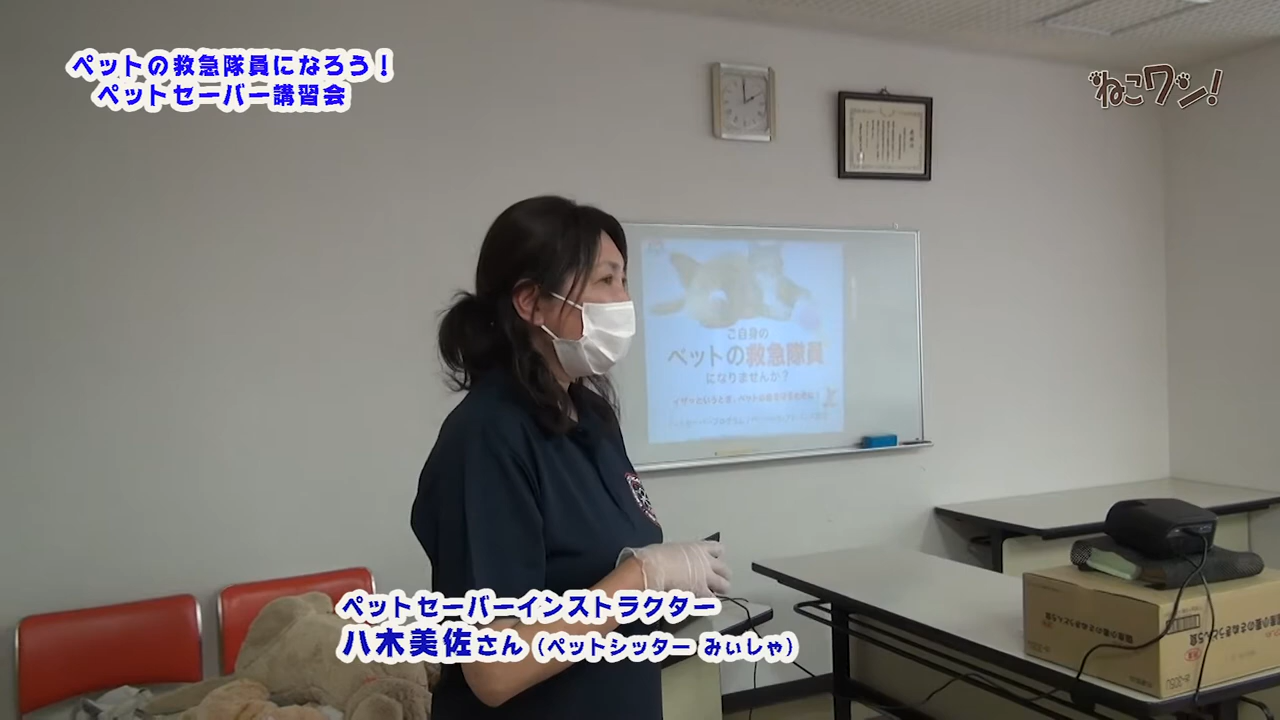 ペットの救急隊員になろう！
ペットセーバー講習会
ねこワン！
ご自身の
ペットの救急隊員
になりませんか？
ペットセーバーインストラクター
八木美佐さん（ペットシッター みぃしゃ）